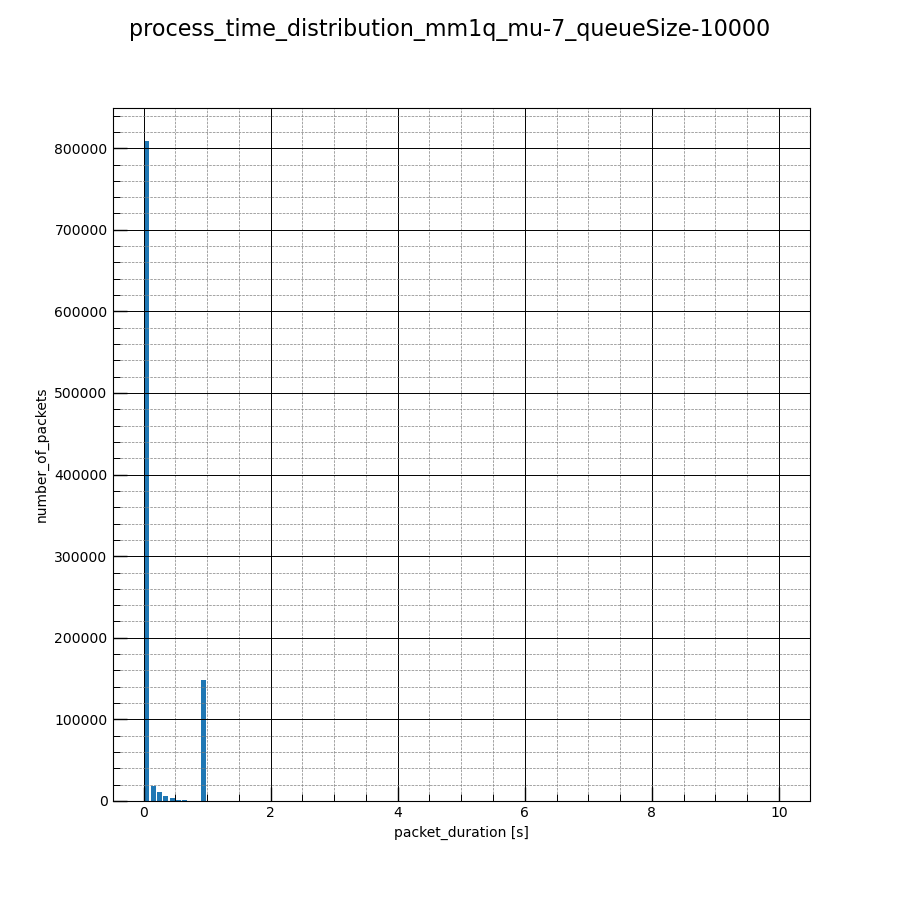 process_time_distribution_mm1q_mu-7_queueSize-10000
800000
700000
600000
500000
400000
300000
200000
100000
0
number_of_packets
0 2 4 6 8 10
packet_duration [s]